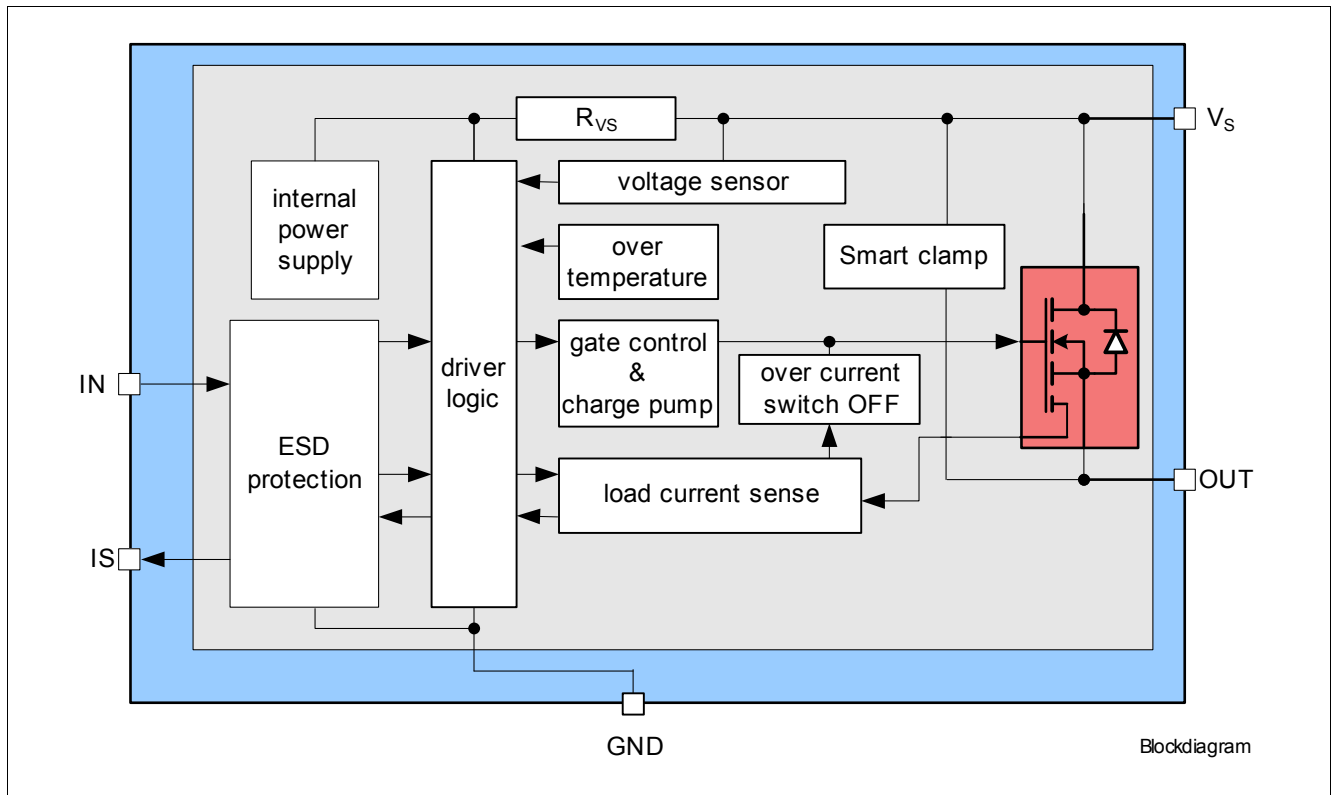 R_VS
V_S
voltage sensor
internal
power
supply
over
temperature
Smart clamp
gate control
&
charge pump
driver
logic
over current
switch OFF
IN
ESD
protection
load current sense
OUT
IS
GND
Blockdiagram